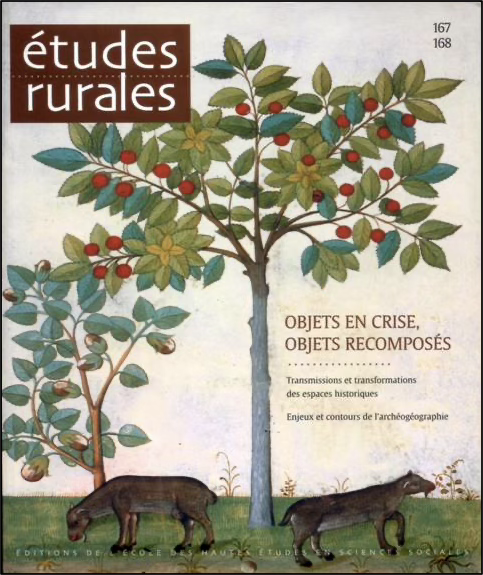 études
rurales
167
168
OBJETS EN CRISE,
OBJETS RECOMPOSÉS
Transmissions et transformations
des espaces historiques
Enjeux et contours de l'archéogéographie
ÉDITIONS DE L'ÉCOLE DES HAUTES ÉTUDES EN SCIENCES SOCIALES